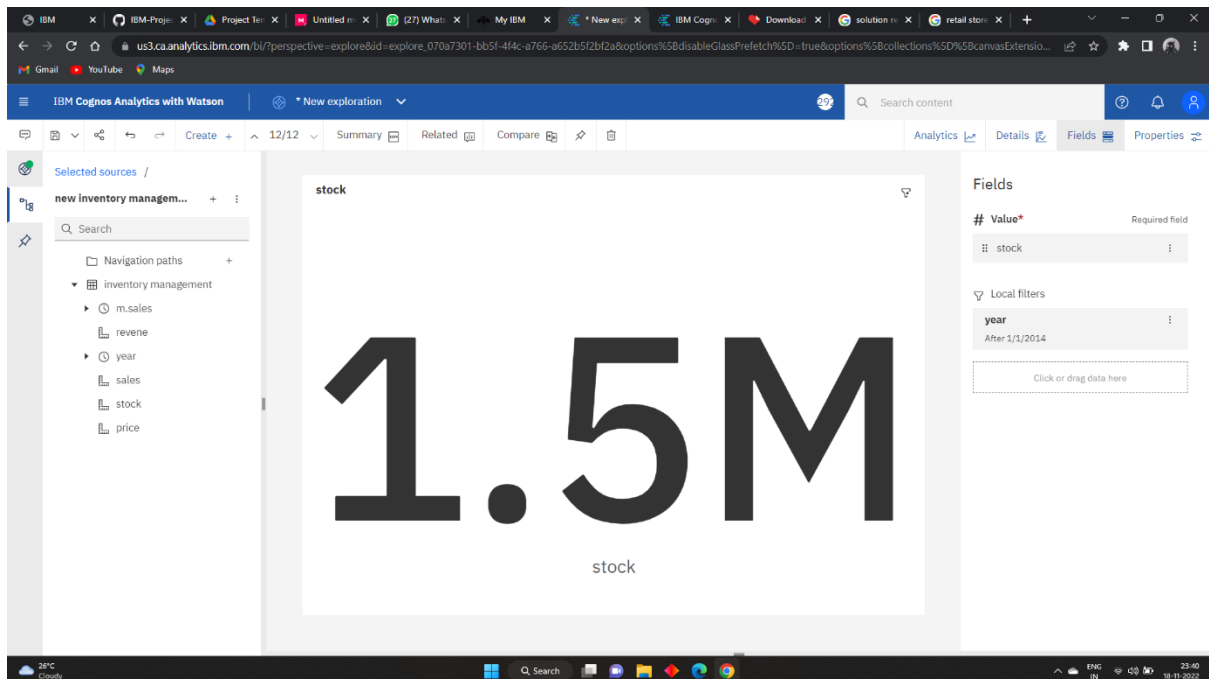 IBM
IBM-Projec
Project Ten
Untitled m
(27) Whats
My IBM
* New expl
IBM Cogn
Download
solution re
retail store
us3.ca.analytics.ibm.com/bi/?perspective=explore&id=explore_070a7301-bb5f-4f4c-a766-a652b5f2bf2a&options%5BdisableGlassPrefetch%5D=true&options%5Bcollections%5D%5BcanvasExtensio...
Gmail YouTube Maps
IBM Cognos Analytics with Watson
* New exploration
Search content
Create +
12/12
Summary
Related
Compare
Analytics
Details
Fields
Properties
Selected sources /
new inventory managem...
Search
Navigation paths
inventory management
m.sales
revene
year
sales
stock
price
stock
1.5M
stock
Fields
# Value*
Required field
stock
Local filters
year
After 1/1/2014
Click or drag data here
26°C
Cloudy
Search
ENG
IN
23:40
18-11-2022